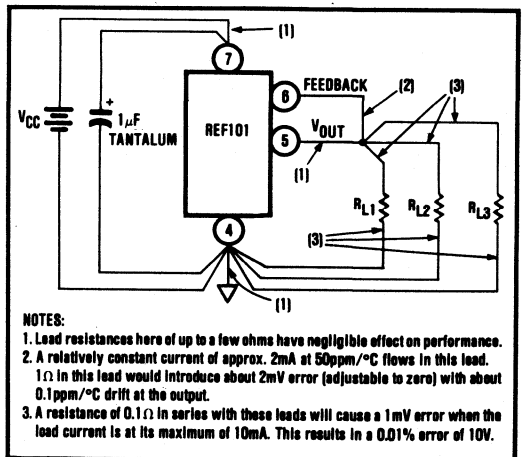 (1)
7
6
FEEDBACK
(2)
(3)
+
VCC
1µF
TANTALUM
REF101
5
VOUT
(1)
RL1
RL2
RL3
(3)
4
(1)
NOTES:
1. Lead resistances here of up to a few ohms have negligible effect on performance.
2. A relatively constant current of approx. 2mA at 50ppm/°C flows in this lead.
1Ω in this lead would introduce about 2mV error (adjustable to zero) with about
0.1ppm/°C drift at the output.
3. A resistance of 0.1Ω in series with these leads will cause a 1mV error when the
load current is at its maximum of 10mA. This results in a 0.01% error of 10V.